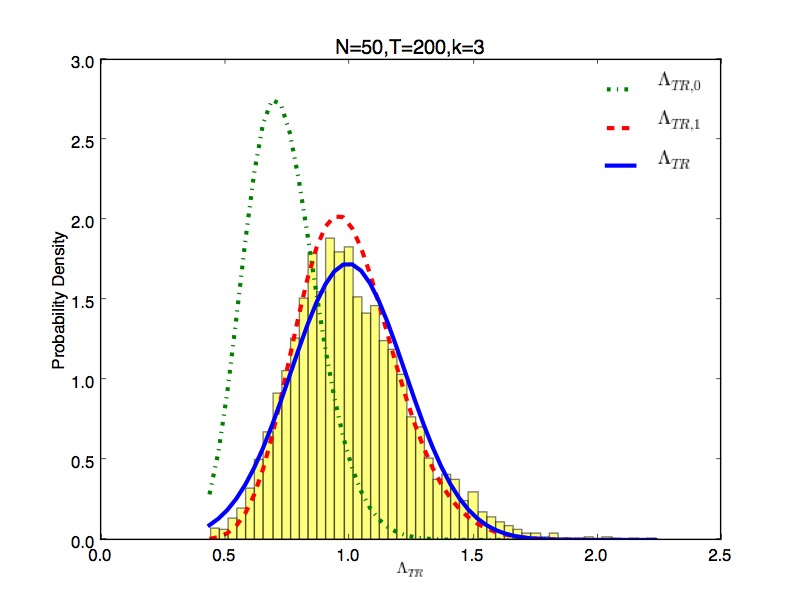 N=50,T=200,k=3
3.0
2.5
2.0
1.5
1.0
0.5
0.0
Probability Density
Λ_{TR,0}
Λ_{TR,1}
Λ_{TR}
0.0 0.5 1.0 1.5 2.0 2.5
Λ_{TR}